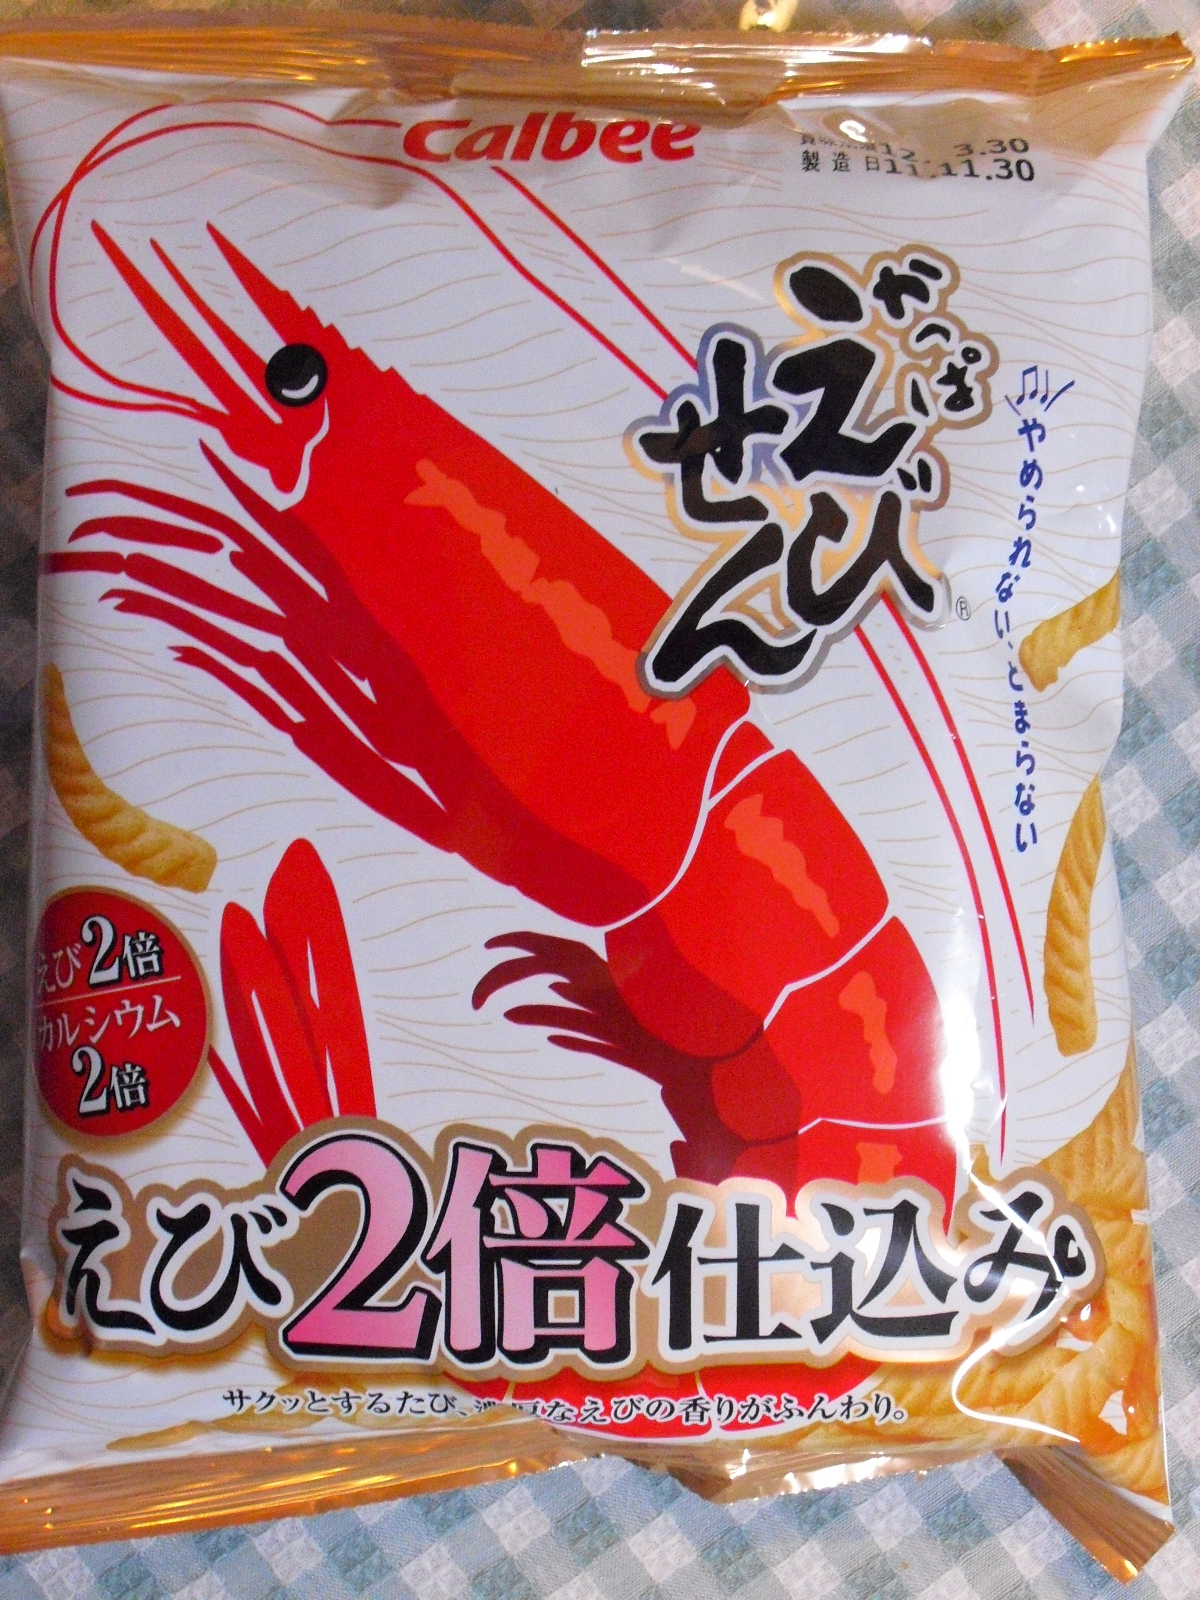 Calbee
賞味期限12. 3.30
製造日11.11.30
かっぱ
えび
せん
®
♫やめられない、とまらない
えび2倍
カルシウム
2倍
えび2倍仕込み
サクッとするたび、濃厚なえびの香りがふんわり。